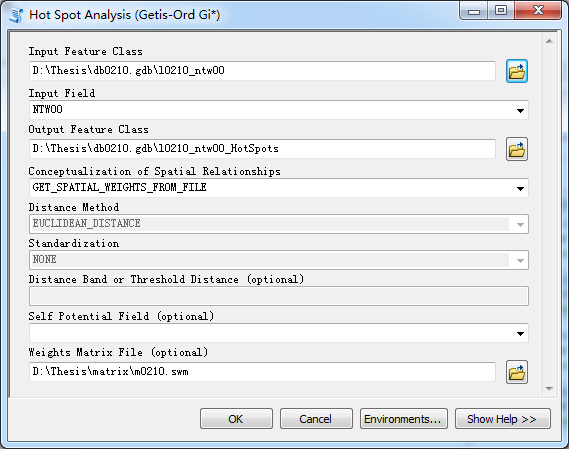 Hot Spot Analysis (Getis-Ord Gi*)
Input Feature Class
D:\Thesis\db0210.gdb\l0210_ntw00
Input Field
NTW00
Output Feature Class
D:\Thesis\db0210.gdb\l0210_ntw00_HotSpots
Conceptualization of Spatial Relationships
GET_SPATIAL_WEIGHTS_FROM_FILE
Distance Method
EUCLIDEAN_DISTANCE
Standardization
NONE
Distance Band or Threshold Distance (optional)
Self Potential Field (optional)
Weights Matrix File (optional)
D:\Thesis\matrix\m0210.swm
OK Cancel Environments... Show Help >>